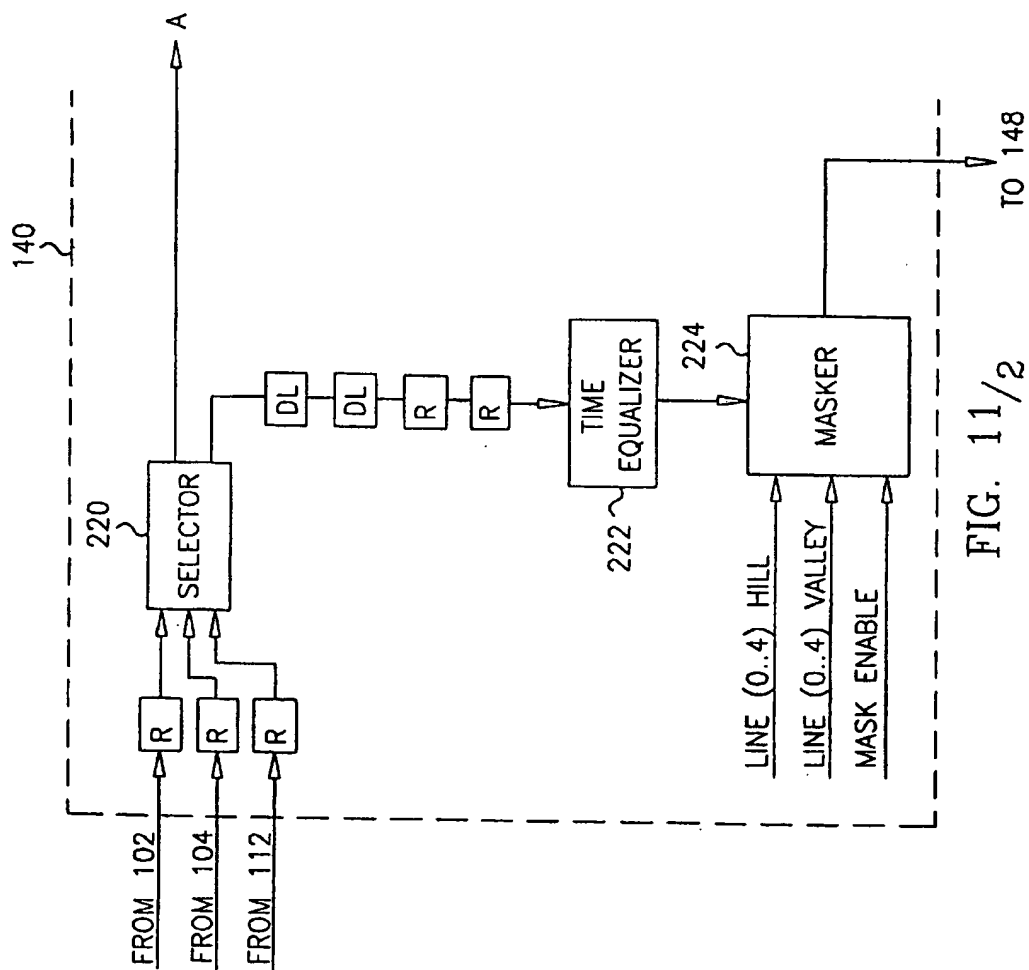 140
A
220
SELECTOR
FROM 102
R
FROM 104
R
FROM 112
R
DL
DL
R
R
TIME
EQUALIZER
222
224
MASKER
LINE (0..4) HILL
LINE (0..4) VALLEY
MASK ENABLE
TO 148
FIG. 11/2